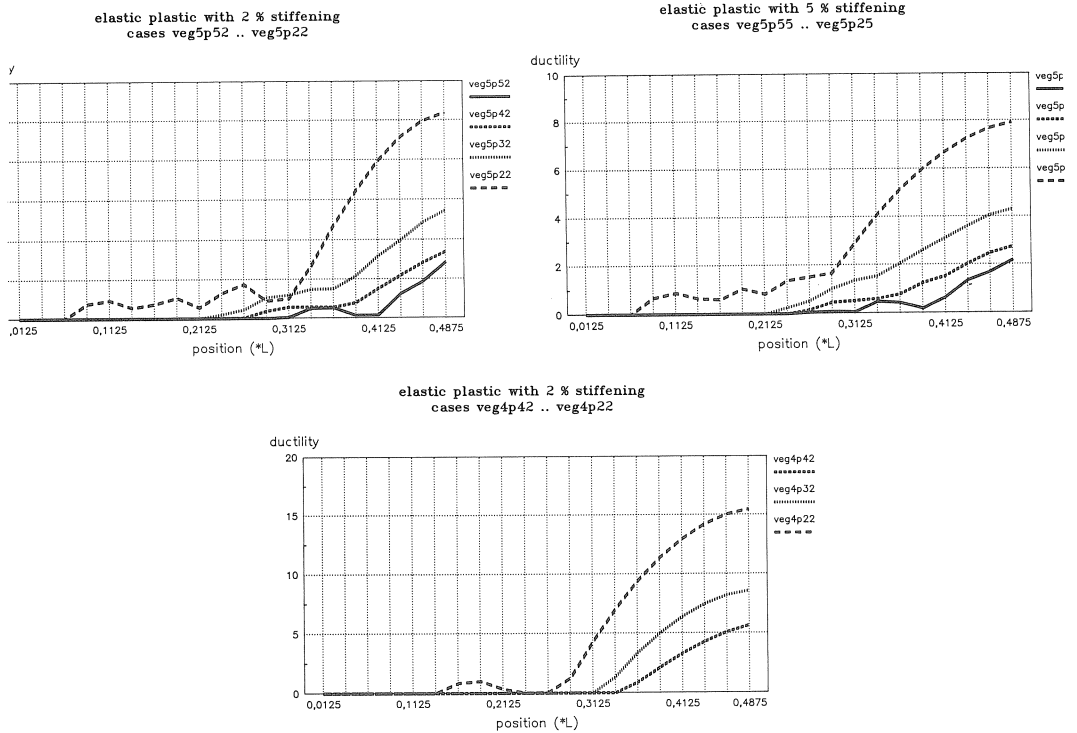 elastic plastic with 2 % stiffening
cases veg5p52 .. veg5p22
y
veg5p52
veg5p42
veg5p32
veg5p22
,0125
0,1125
0,2125
0,3125
0,4125
0,4875
position (*L)
elastic plastic with 5 % stiffening
cases veg5p55 .. veg5p25
ductility
10
8
6
4
2
0
veg5p
veg5p
veg5p
veg5p
0,0125
0,1125
0,2125
0,3125
0,4125
0,4875
position (*L)
elastic plastic with 2 % stiffening
cases veg4p42 .. veg4p22
ductility
20
15
10
5
0
veg4p42
veg4p32
veg4p22
0,0125
0,1125
0,2125
0,3125
0,4125
0,4875
position (*L)